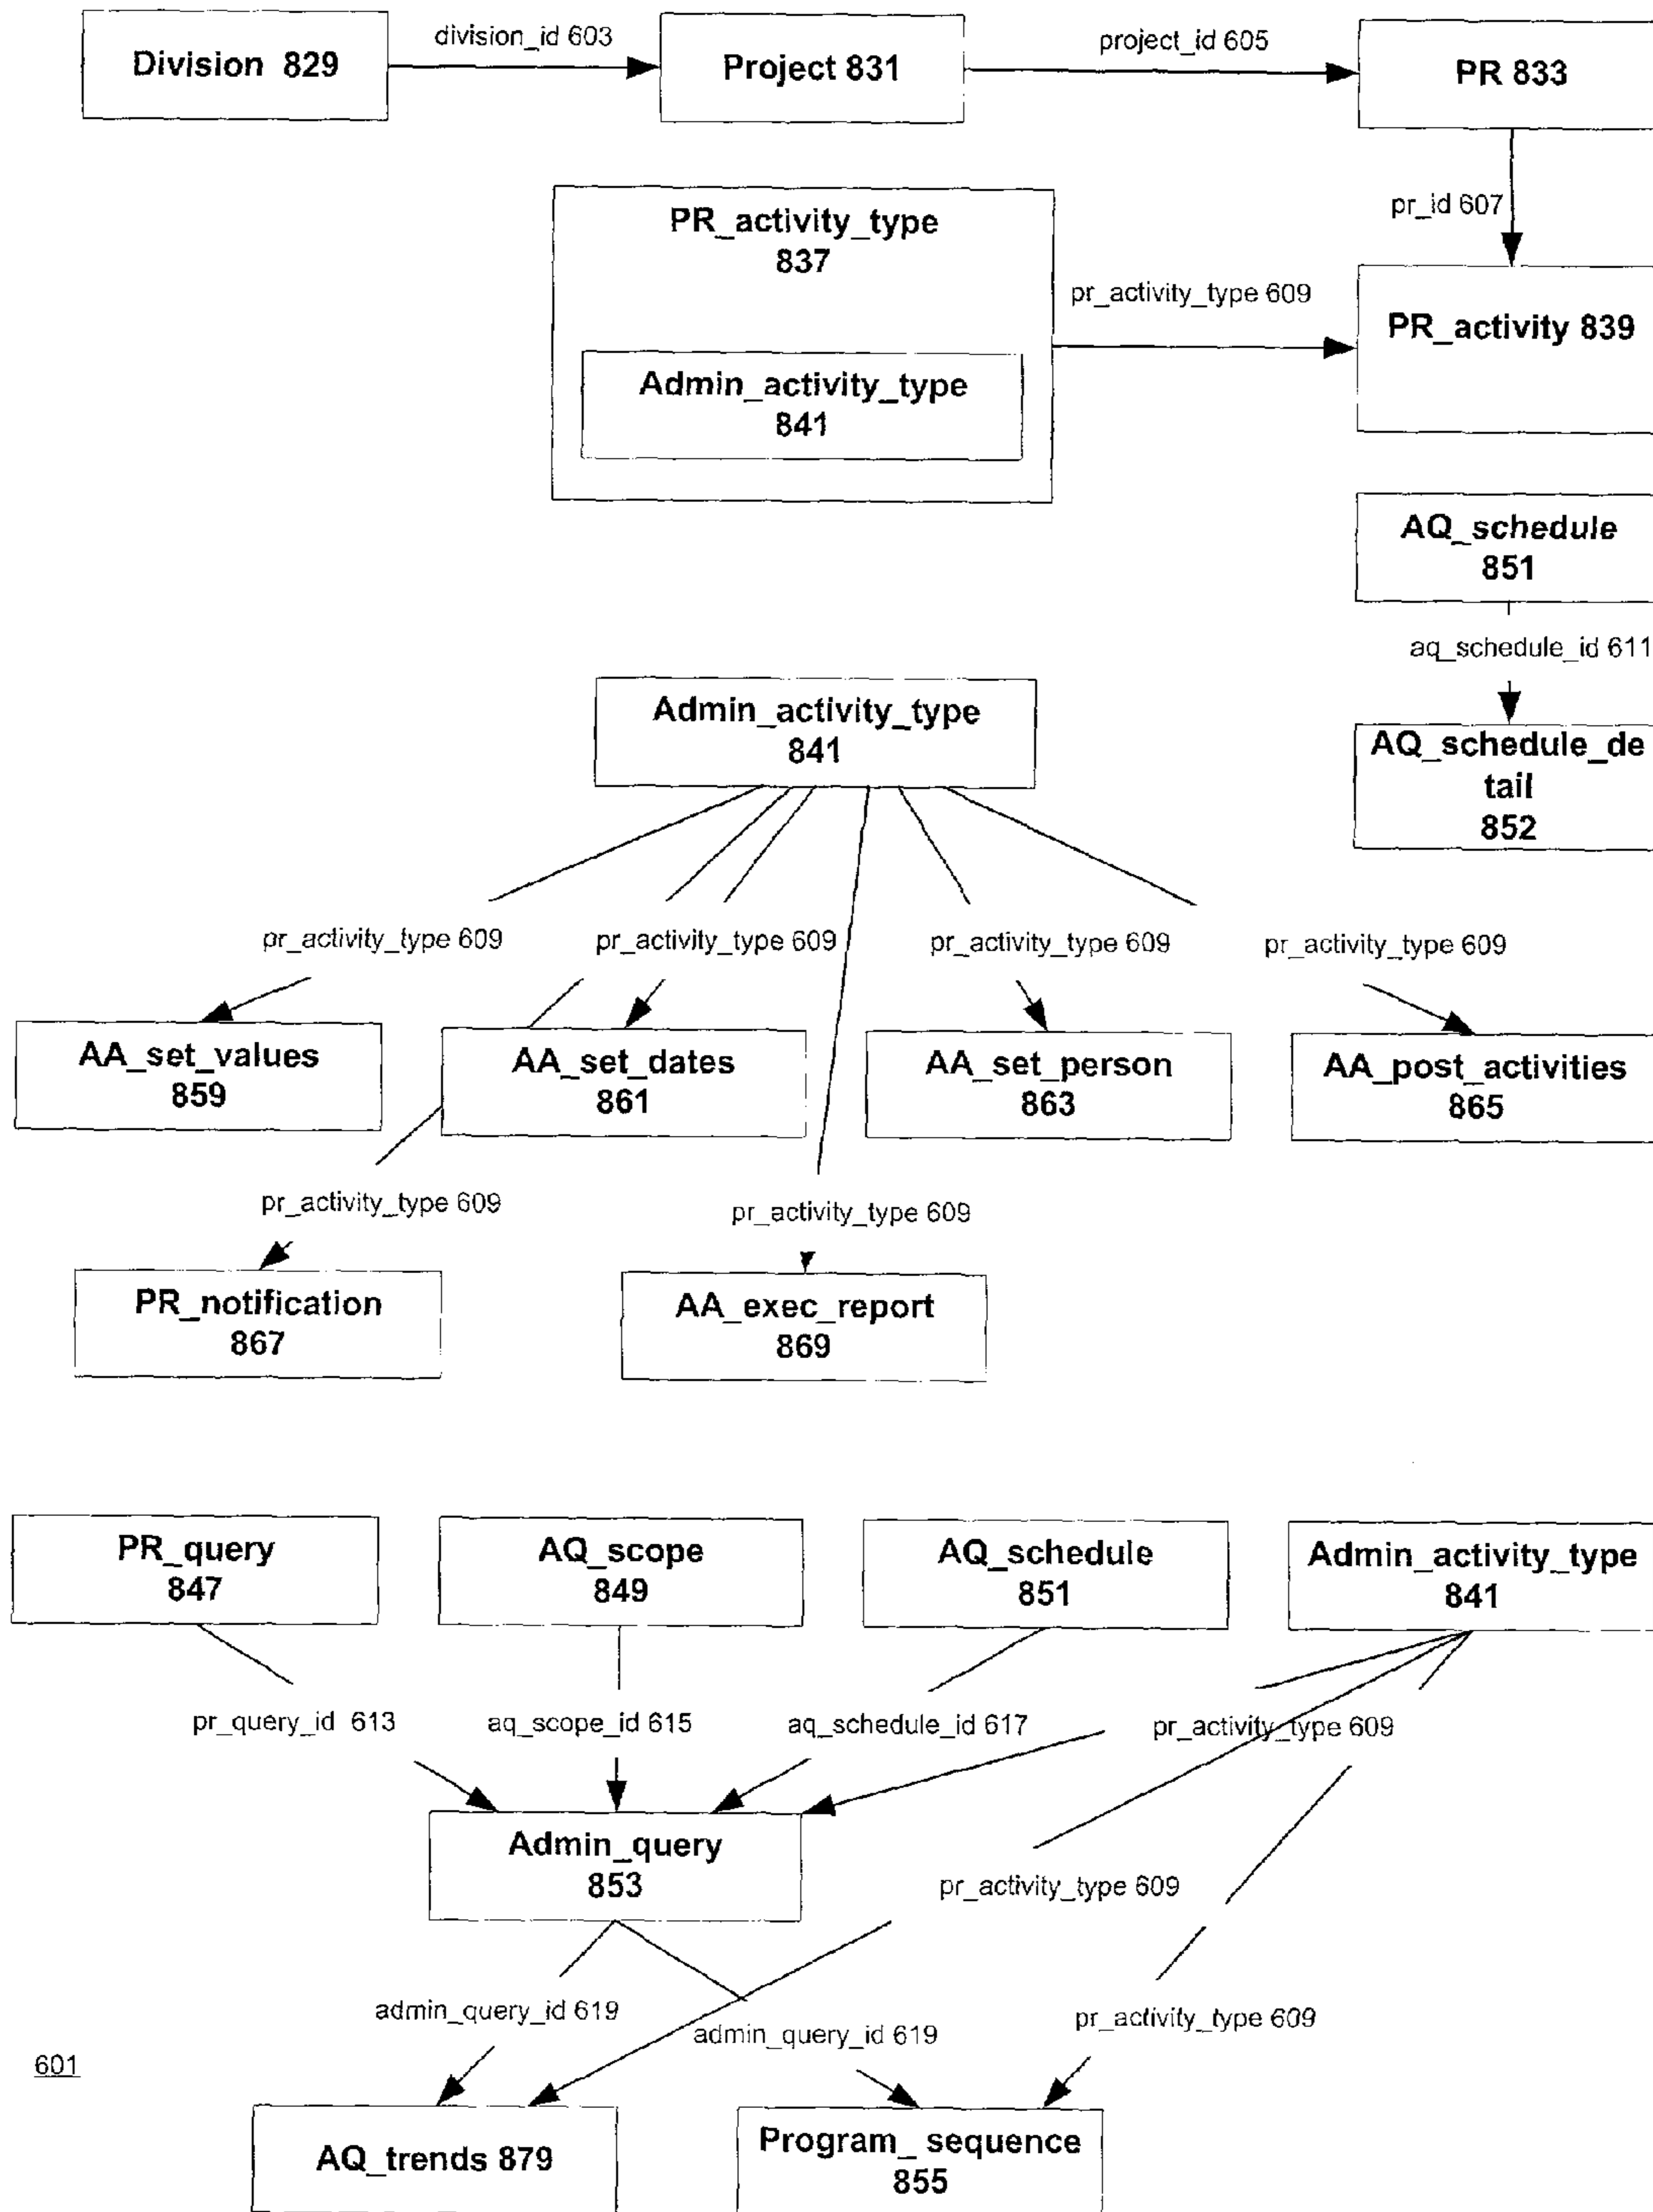 division_id 603
project_id 605
Division 829
Project 831
PR 833
pr_id 607
PR_activity_type
837
pr_activity_type 609
PR_activity 839
Admin_activity_type
841
AQ_schedule
851
aq_schedule_id 611
Admin_activity_type
841
AQ_schedule_de
tail
852
pr_activity_type 609
pr_activity_type 609
pr_activity_type 609
pr_activity_type 609
AA_set_values
859
AA_set_dates
861
AA_set_person
863
AA_post_activities
865
pr_activity_type 609
pr_activity_type 609
PR_notification
867
AA_exec_report
869
PR_query
847
AQ_scope
849
AQ_schedule
851
Admin_activity_type
841
pr_query_id 613
aq_scope_id 615
aq_schedule_id 617
pr_activity_type 609
Admin_query
853
pr_activity_type 609
admin_query_id 619
admin_query_id 619
pr_activity_type 609
601
AQ_trends 879
Program_ sequence
855